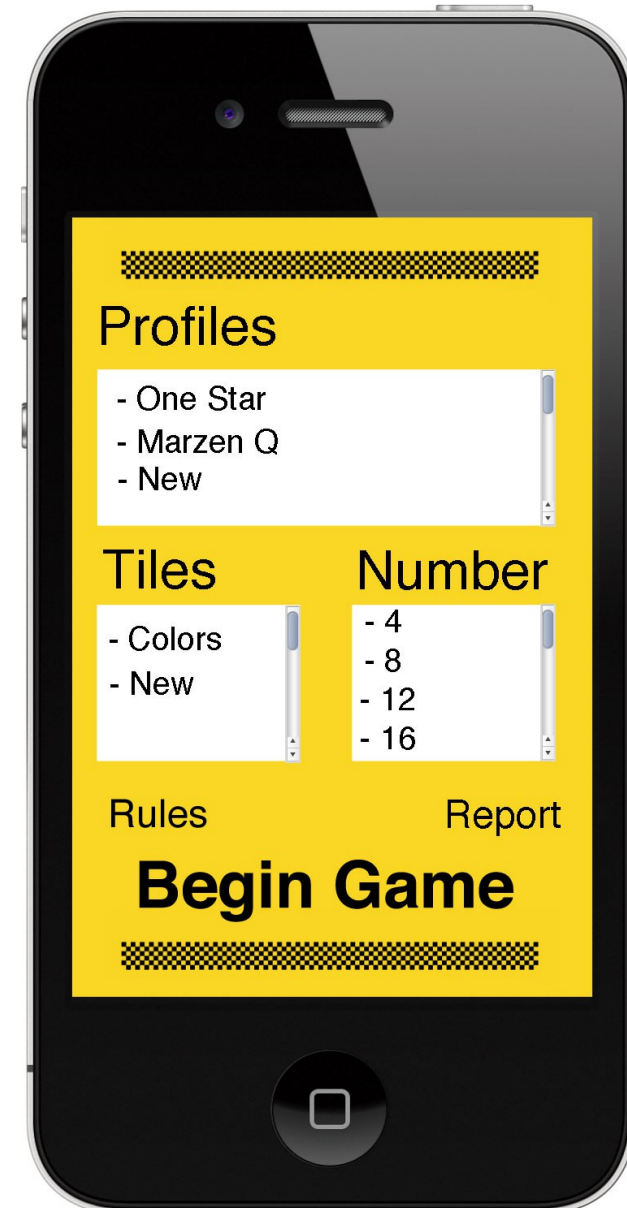 Profiles
- One Star
- Marzen Q
- New
Tiles
Number
- Colors
- New
- 4
- 8
- 12
- 16
Rules
Report
Begin Game